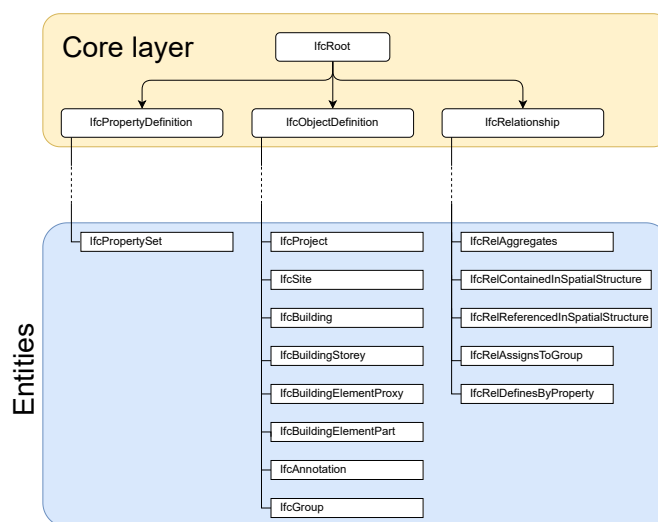 Core layer
IfcRoot
IfcPropertyDefinition
IfcObjectDefinition
IfcRelationship
Entities
IfcPropertySet
IfcProject
IfcSite
IfcBuilding
IfcBuildingStorey
IfcBuildingElementProxy
IfcBuildingElementPart
IfcAnnotation
IfcGroup
IfcRelAggregates
IfcRelContainedInSpatialStructure
IfcRelReferencedInSpatialStructure
IfcRelAssignsToGroup
IfcRelDefinesByProperty